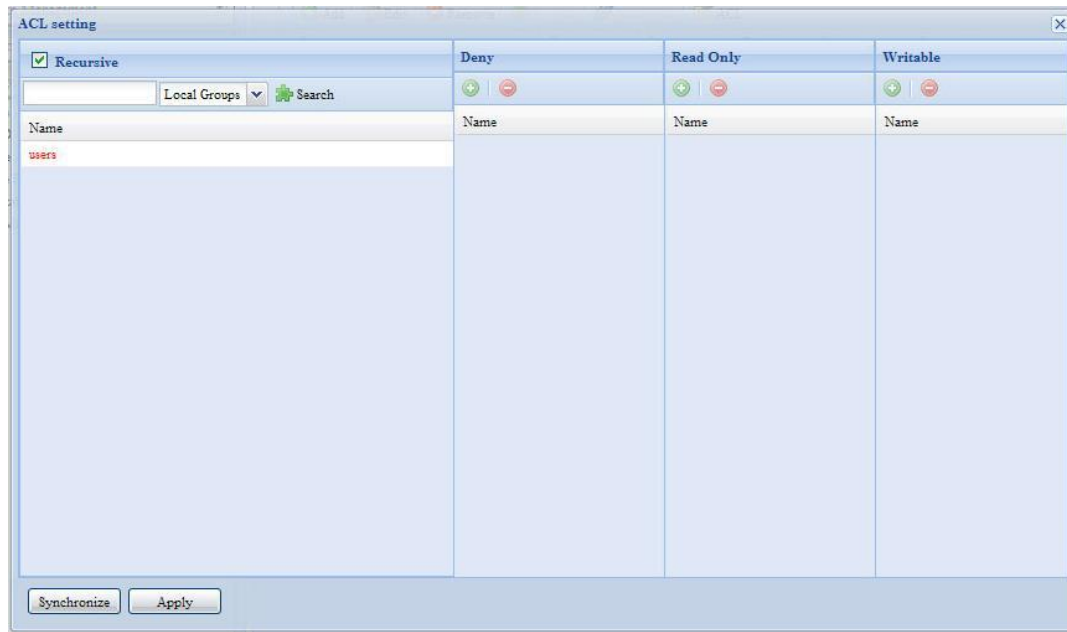 ACL setting
Recursive
Local Groups Search
Name
users
Deny
Name
Read Only
Name
Writable
Name
Synchronize Apply